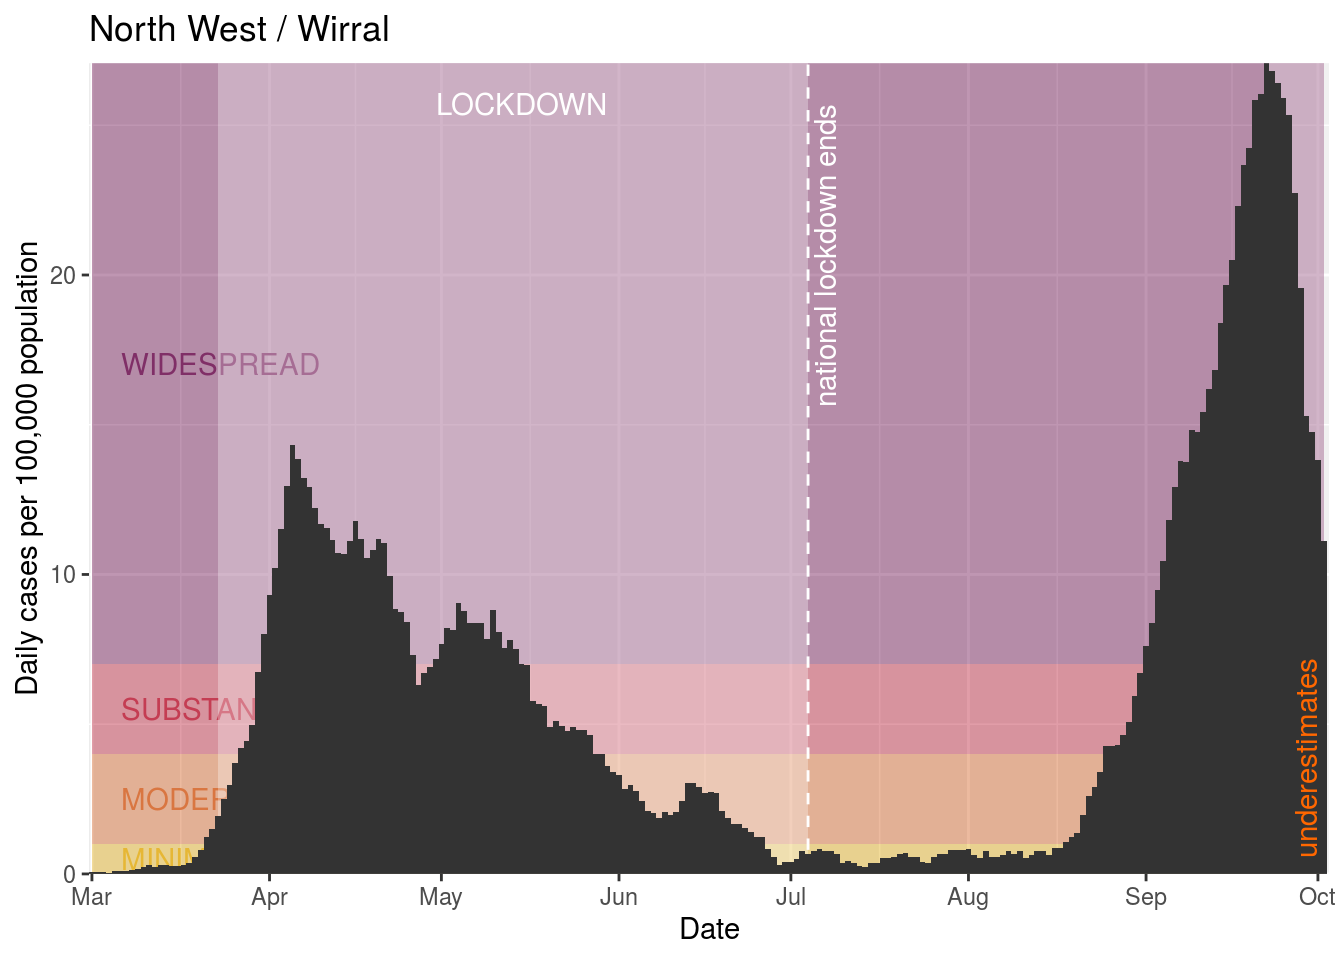 North West / Wirral
LOCKDOWN
national lockdown ends
WIDESPREAD
SUBSTAN
MODER
MINIM
underestimates
Daily cases per 100,000 population
20
10
0
Mar Apr May Jun Jul Aug Sep Oct
Date